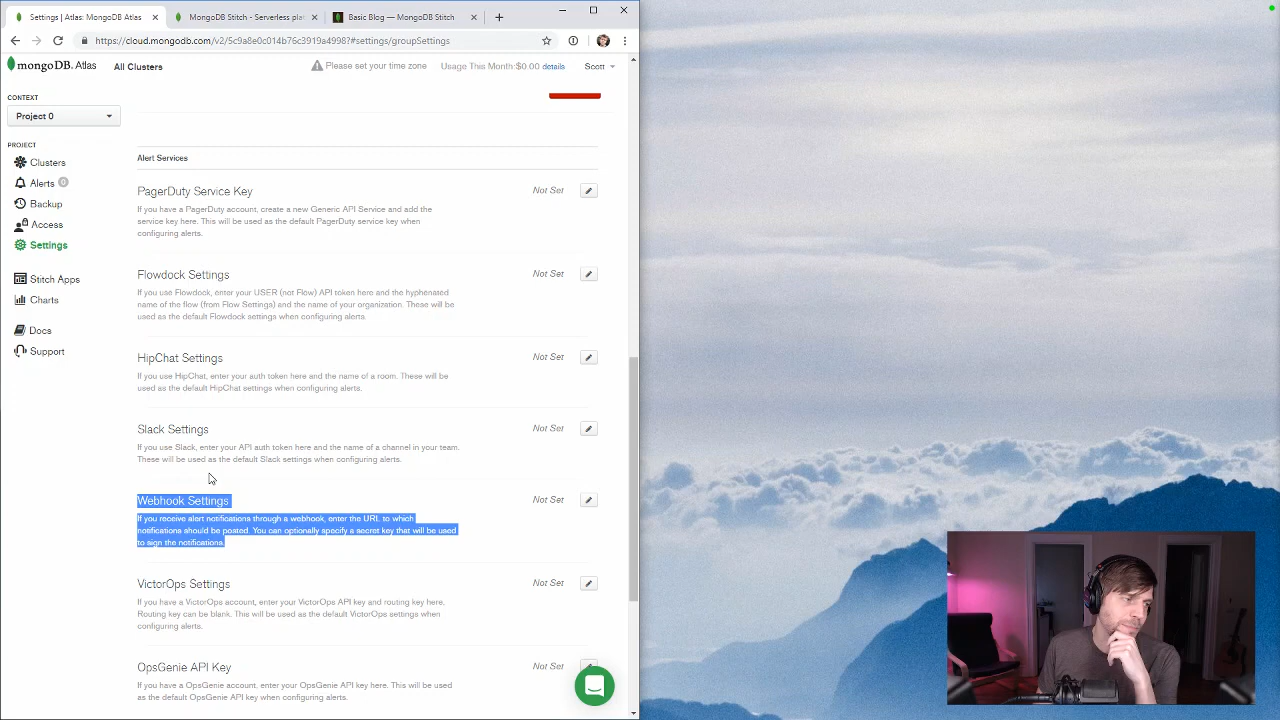 Settings | Atlas: MongoDB Atlas
MongoDB Stitch - Serverless pla
Basic Blog — MongoDB Stitch
https://cloud.mongodb.com/v2/5c9a8e0c014b76c3919a4998?#settings/groupSettings
mongoDB. Atlas
All Clusters
Please set your time zone
Usage This Month:$0.00 details
Scott
CONTEXT
Project 0
PROJECT
Clusters
Alerts 0
Backup
Access
Settings
Stitch Apps
Charts
Docs
Support
Alert Services
PagerDuty Service Key
Not Set
If you have a PagerDuty account, create a new Generic API Service and add the
service key here. This will be used as the default PagerDuty service key when
configuring alerts.
Flowdock Settings
Not Set
If you use Flowdock, enter your USER (not Flow) API token here and the hyphenated
name of the flow (from Flow Settings) and the name of your organization. These will be
used as the default Flowdock settings when configuring alerts.
HipChat Settings
Not Set
If you use HipChat, enter your auth token here and the name of a room. These will be
used as the default HipChat settings when configuring alerts.
Slack Settings
Not Set
If you use Slack, enter your API auth token here and the name of a channel in your team.
These will be used as the default Slack settings when configuring alerts.
Webhook Settings
Not Set
If you receive alert notifications through a webhook, enter the URL to which
notifications should be posted. You can optionally specify a secret key that will be used
to sign the notifications.
VictorOps Settings
Not Set
If you have a VictorOps account, enter your VictorOps API key and routing key here.
Routing key can be blank. This will be used as the default VictorOps settings when
configuring alerts.
OpsGenie API Key
Not Set
If you have a OpsGenie account, enter your OpsGenie API key here. This will be used
as the default OpsGenie API key when configuring alerts.